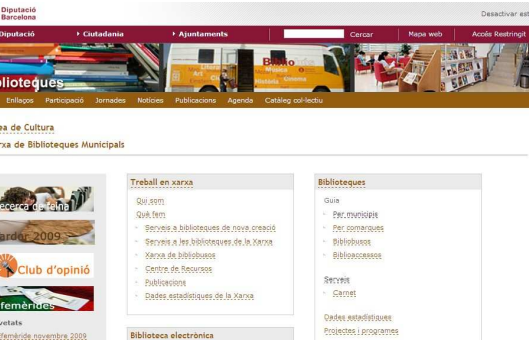 Diputació
Barcelona
Desactivar est
Diputació
Ciutadania
Ajuntaments
Cercar
Mapa web
Accés Restringit
Biblio
blioteques
Enllaços Participació Jornades Notícies Publicacions Agenda Catàleg col·lectiu
ea de Cultura
rxa de Biblioteques Municipals
ecerca de feina
ardor 2009
Club d'opinió
femèrides
vetats
femèride novembre 2009
Treball en xarxa
Qui som
Què fem
Serveis a biblioteques de nova creació
Serveis a les biblioteques de la Xarxa
Xarxa de bibliobusos
Centre de Recursos
Publicacions
Dades estadístiques de la Xarxa
Biblioteca electrònica
Biblioteques
Guia
Per municipis
Per comarques
Bibliobusos
Biblioaccessos
Serveis
Carnet
Dades estadístiques
Projectes i programes